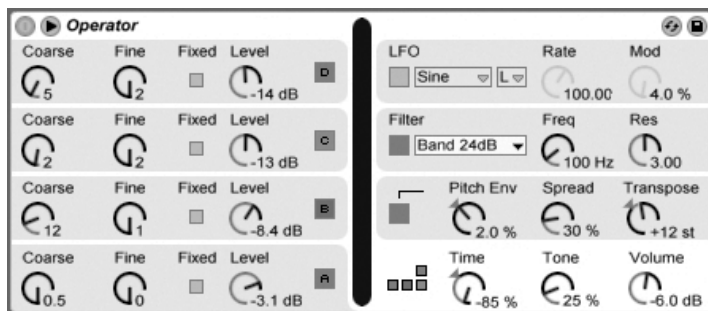 Operator
Coarse Fine Fixed Level
5 2 -14 dB D
Coarse Fine Fixed Level
2 2 -13 dB C
Coarse Fine Fixed Level
12 1 -8.4 dB B
Coarse Fine Fixed Level
0.5 0 -3.1 dB A
LFO Rate Mod
Sine L 100.00 4.0 %
Filter Freq Res
Band 24dB 100 Hz 3.00
Pitch Env Spread Transpose
2.0 % 30 % +12 st
Time Tone Volume
-85 % 25 % -6.0 dB